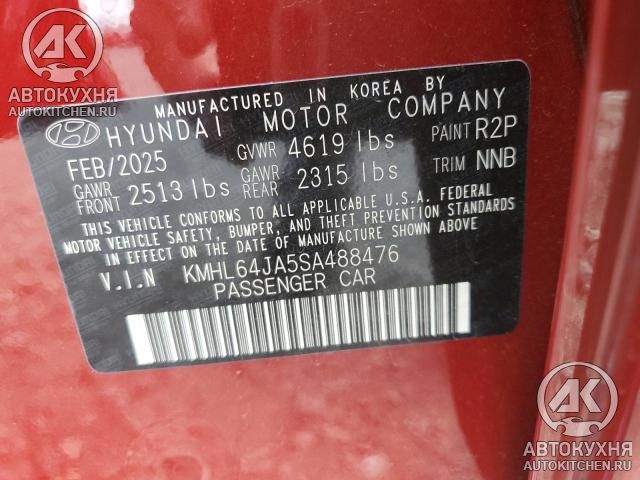 АВТОКУХНЯ
AUTOKITCHEN.RU
MANUFACTURED IN KOREA BY
HYUNDAI MOTOR COMPANY
FEB/2025 GVWR 4619 lbs PAINT R2P
GAWR FRONT 2513 lbs GAWR REAR 2315 lbs TRIM NNB
THIS VEHICLE CONFORMS TO ALL APPLICABLE U.S.A. FEDERAL
MOTOR VEHICLE SAFETY, BUMPER, AND THEFT PREVENTION STANDARDS
IN EFFECT ON THE DATE OF MANUFACTURE SHOWN ABOVE.
V.I.N KMHL64JA5SA488476
PASSENGER CAR
АВТОКУХНЯ
AUTOKITCHEN.RU